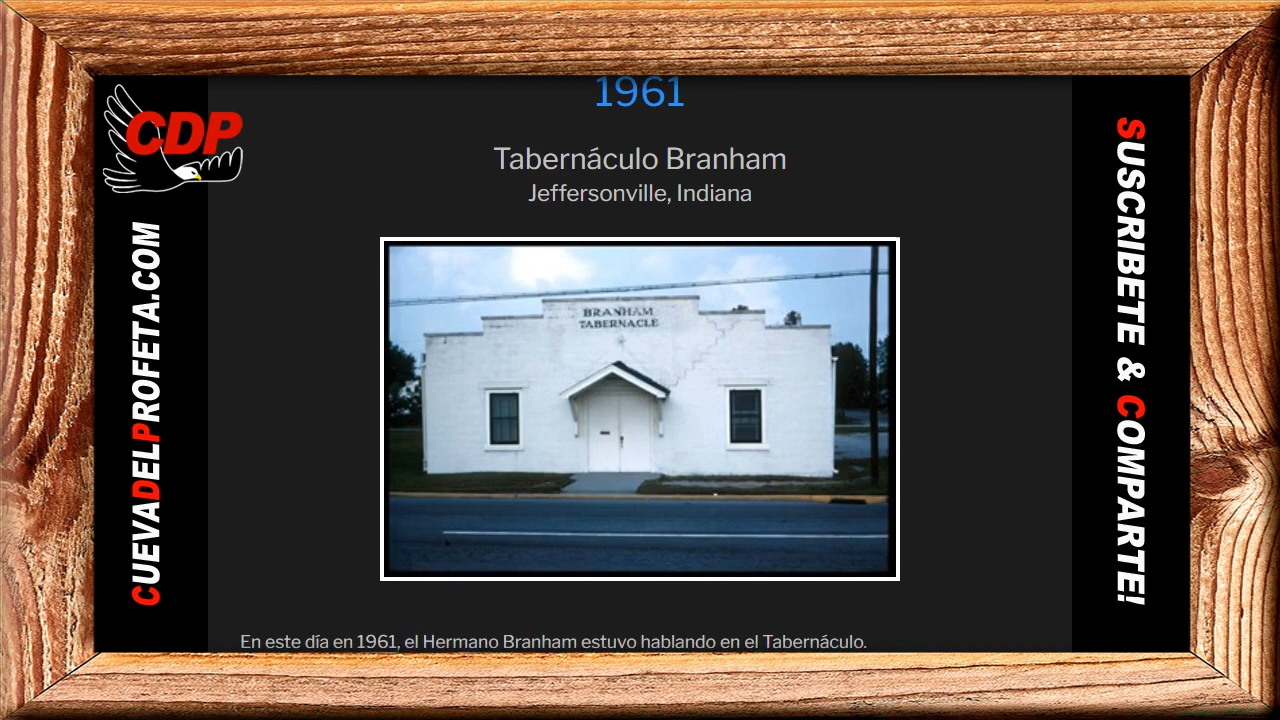 CDP
CUEVADELPROFETA.COM
1961
Tabernáculo Branham
Jeffersonville, Indiana
BRANHAM
TABERNACLE
En este día en 1961, el Hermano Branham estuvo hablando en el Tabernáculo.
SUSCRIBETE & COMPARTE!